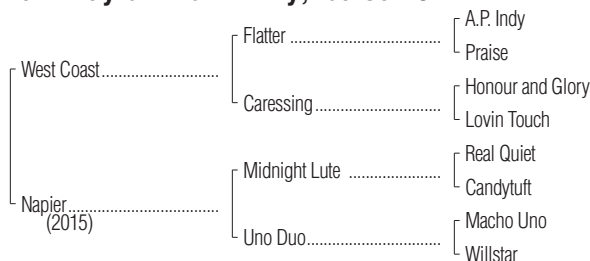 Flatter
A.P. Indy
Praise
West Coast
Caressing
Honour and Glory
Lovin Touch
Napier
(2015)
Midnight Lute
Real Quiet
Candytuft
Uno Duo
Macho Uno
Willstar